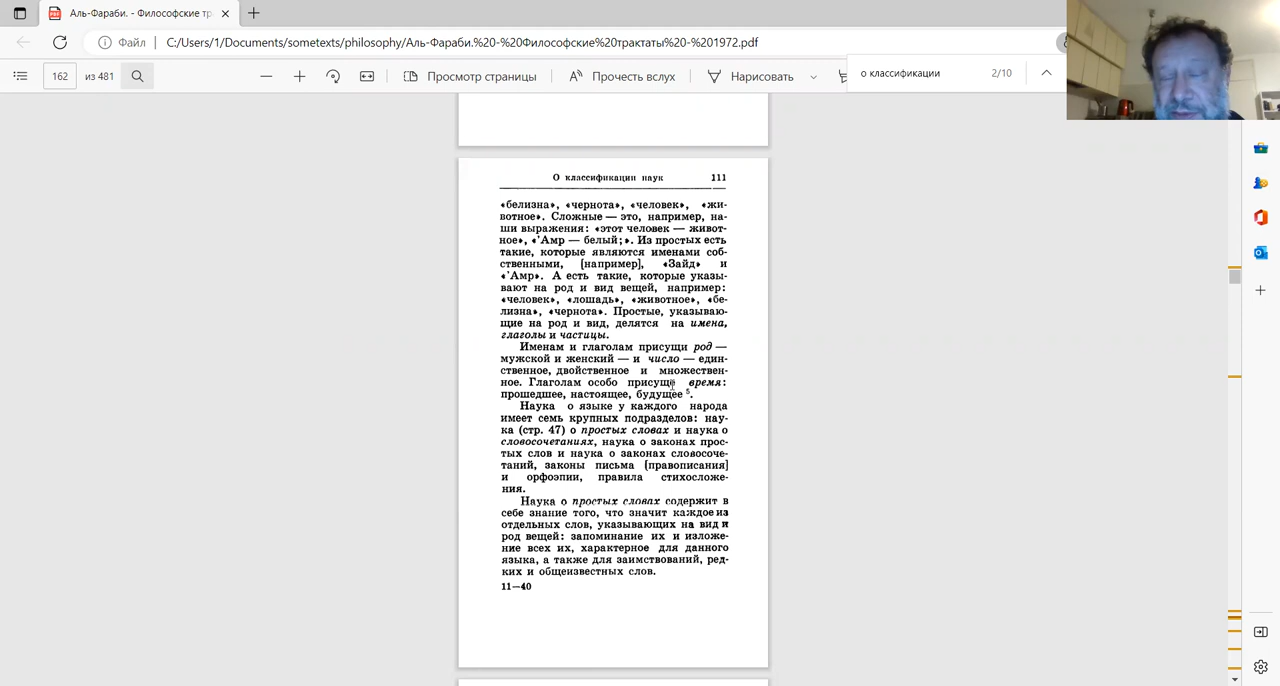 Аль-Фараби. - Философские тр
Файл
C:/Users/1/Documents/sometexts/philosophy/Аль-Фараби.%20-%20Философские%20трактаты%20-%201972.pdf
162 из 481
Просмотр страницы
Прочесть вслух
Нарисовать
о классификации 2/10
О классификации наук 111
«белизна», «чернота», «человек», «жи-
вотное». Сложные — это, например, на-
ши выражения: «этот человек — живот-
ное», «'Амр — белый;». Из простых есть
такие, которые являются именами соб-
ственными, [например], «Зайд» и
«'Амр». А есть такие, которые указы-
вают на род и вид вещей, например:
«человек», «лошадь», «животное», «бе-
лизна», «чернота». Простые, указываю-
щие на род и вид, делятся на имена,
глаголы и частицы.
Именам и глаголам присущи род —
мужской и женский — и число — един-
ственное, двойственное и множествен-
ное. Глаголам особо присуще время:
прошедшее, настоящее, будущее 5.
Наука о языке у каждого народа
имеет семь крупных подразделов: нау-
ка (стр. 47) о простых словах и наука о
словосочетаниях, наука о законах прос-
тых слов и наука о законах словосоче-
таний, законы письма [правописания]
и орфоэпии, правила стихосложе-
ния.
Наука о простых словах содержит в
себе знание того, что значит каждое из
отдельных слов, указывающих на вид и
род вещей: запоминание их и изложе-
ние всех их, характерное для данного
языка, а также для заимствований, ред-
ких и общеизвестных слов.
11—40